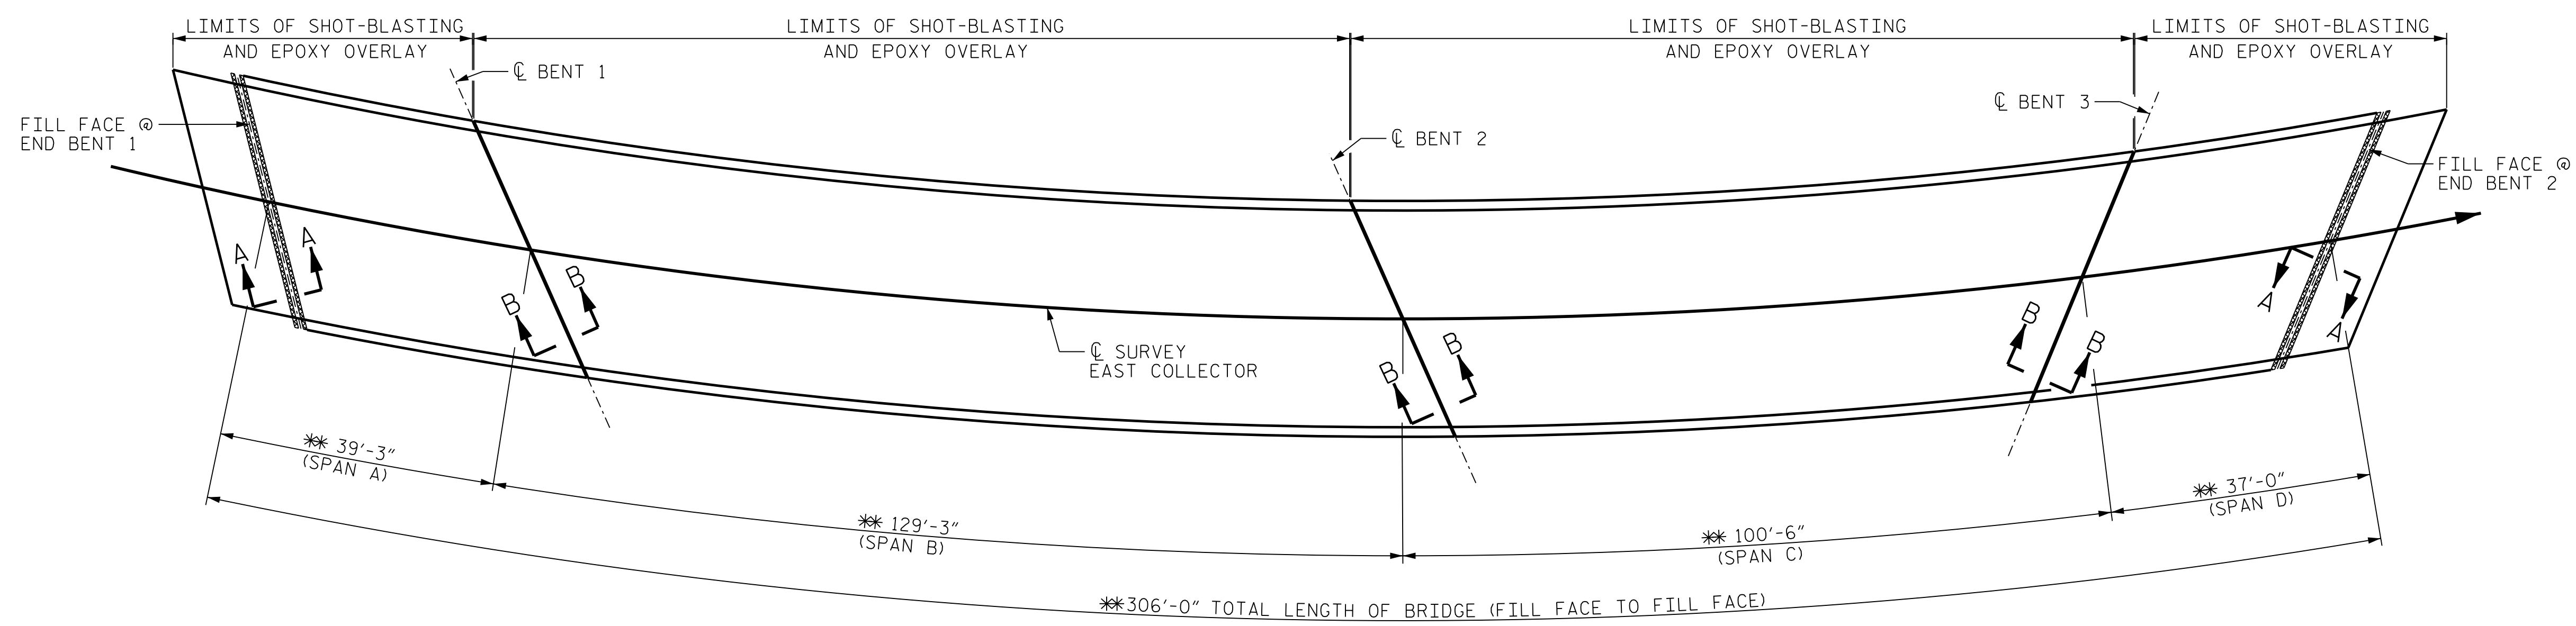 LIMITS OF SHOT-BLASTING
AND EPOXY OVERLAY
LIMITS OF SHOT-BLASTING
AND EPOXY OVERLAY
LIMITS OF SHOT-BLASTING
AND EPOXY OVERLAY
LIMITS OF SHOT-BLASTING
AND EPOXY OVERLAY
℄ BENT 1
℄ BENT 2
℄ BENT 3
FILL FACE @
END BENT 1
FILL FACE @
END BENT 2
A
A
B
B
B
B
B
B
A
A
℄ SURVEY
EAST COLLECTOR
** 39'-3"
(SPAN A)
** 129'-3"
(SPAN B)
** 100'-6"
(SPAN C)
** 37'-0"
(SPAN D)
**306'-0" TOTAL LENGTH OF BRIDGE (FILL FACE TO FILL FACE)